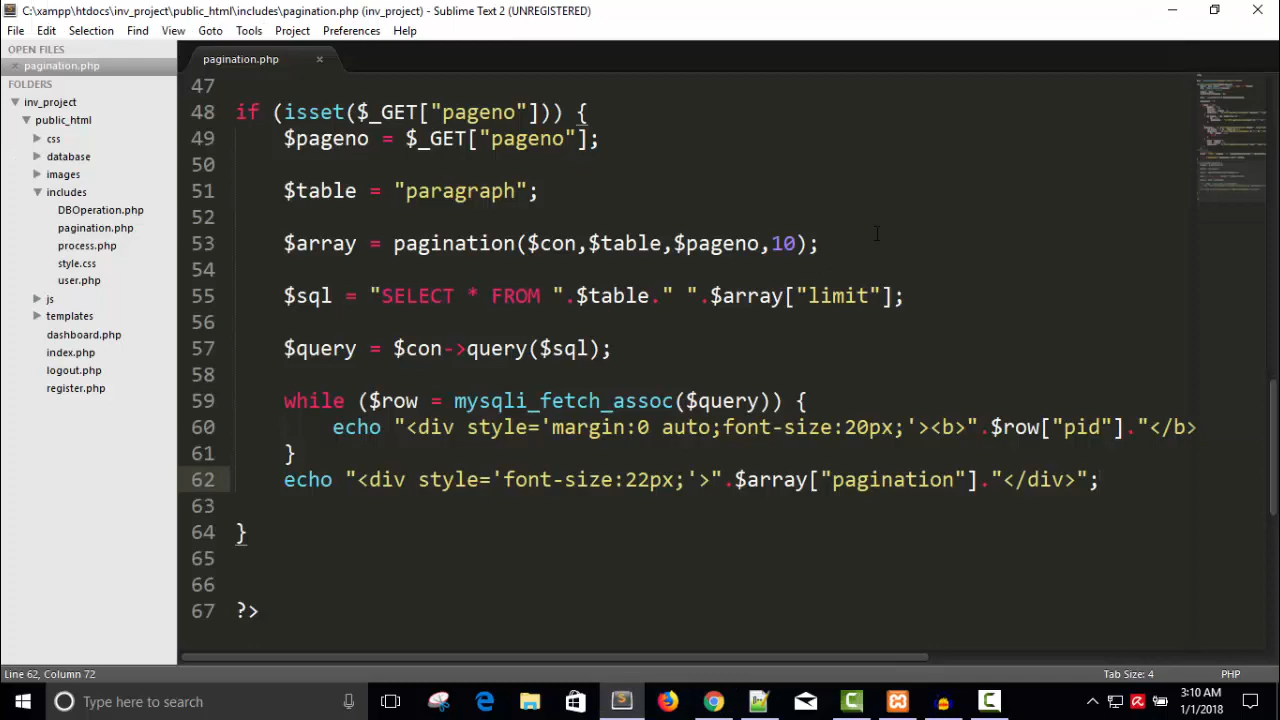 C:\xampp\htdocs\inv_project\public_html\includes\pagination.php (inv_project) - Sublime Text 2 (UNREGISTERED)
File Edit Selection Find View Goto Tools Project Preferences Help
OPEN FILES
pagination.php
FOLDERS
inv_project
public_html
css
database
images
includes
DBOperation.php
pagination.php
process.php
style.css
user.php
js
templates
dashboard.php
index.php
logout.php
register.php
pagination.php
47
48 if (isset($_GET["pageno"])) {
49 $pageno = $_GET["pageno"];
50
51 $table = "paragraph";
52
53 $array = pagination($con,$table,$pageno,10);
54
55 $sql = "SELECT * FROM ".$table." ".$array["limit"];
56
57 $query = $con->query($sql);
58
59 while ($row = mysqli_fetch_assoc($query)) {
60 echo "<div style='margin:0 auto;font-size:20px;'><b>".$row["pid"]."</b>
61 }
62 echo "<div style='font-size:22px;'>".$array["pagination"]."</div>";
63
64 }
65
66
67 ?>
Line 62, Column 72
Tab Size: 4 PHP
Type here to search
3:10 AM
1/1/2018